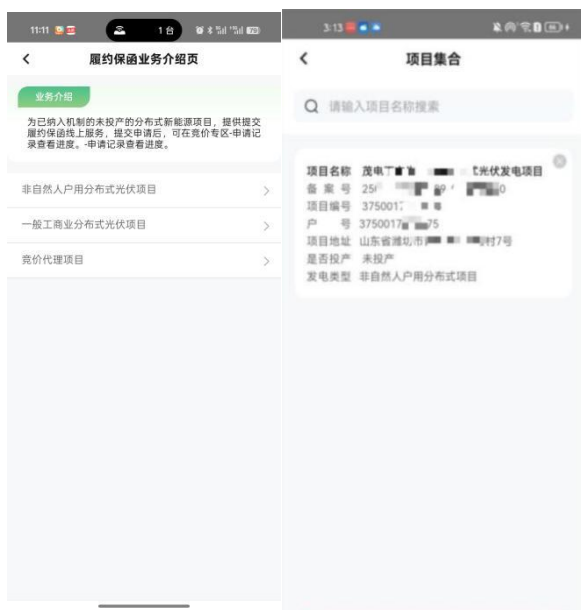 11:11
1台
履约保函业务介绍页
业务介绍
为已纳入机制的未投产的分布式新能源项目，提供提交
履约保函线上服务，提交申请后，可在竞价专区-申请记
录查看进度。-申请记录查看进度。
非自然人户用分布式光伏项目
一般工商业分布式光伏项目
竞价代理项目
3:13
项目集合
请输入项目名称搜索
项目名称 茂电 光伏发电项目
备案号 25
项目编号 375001
户号 3750017 75
项目地址 山东省潍坊市 村7号
是否投产 未投产
发电类型 非自然人户用分布式项目